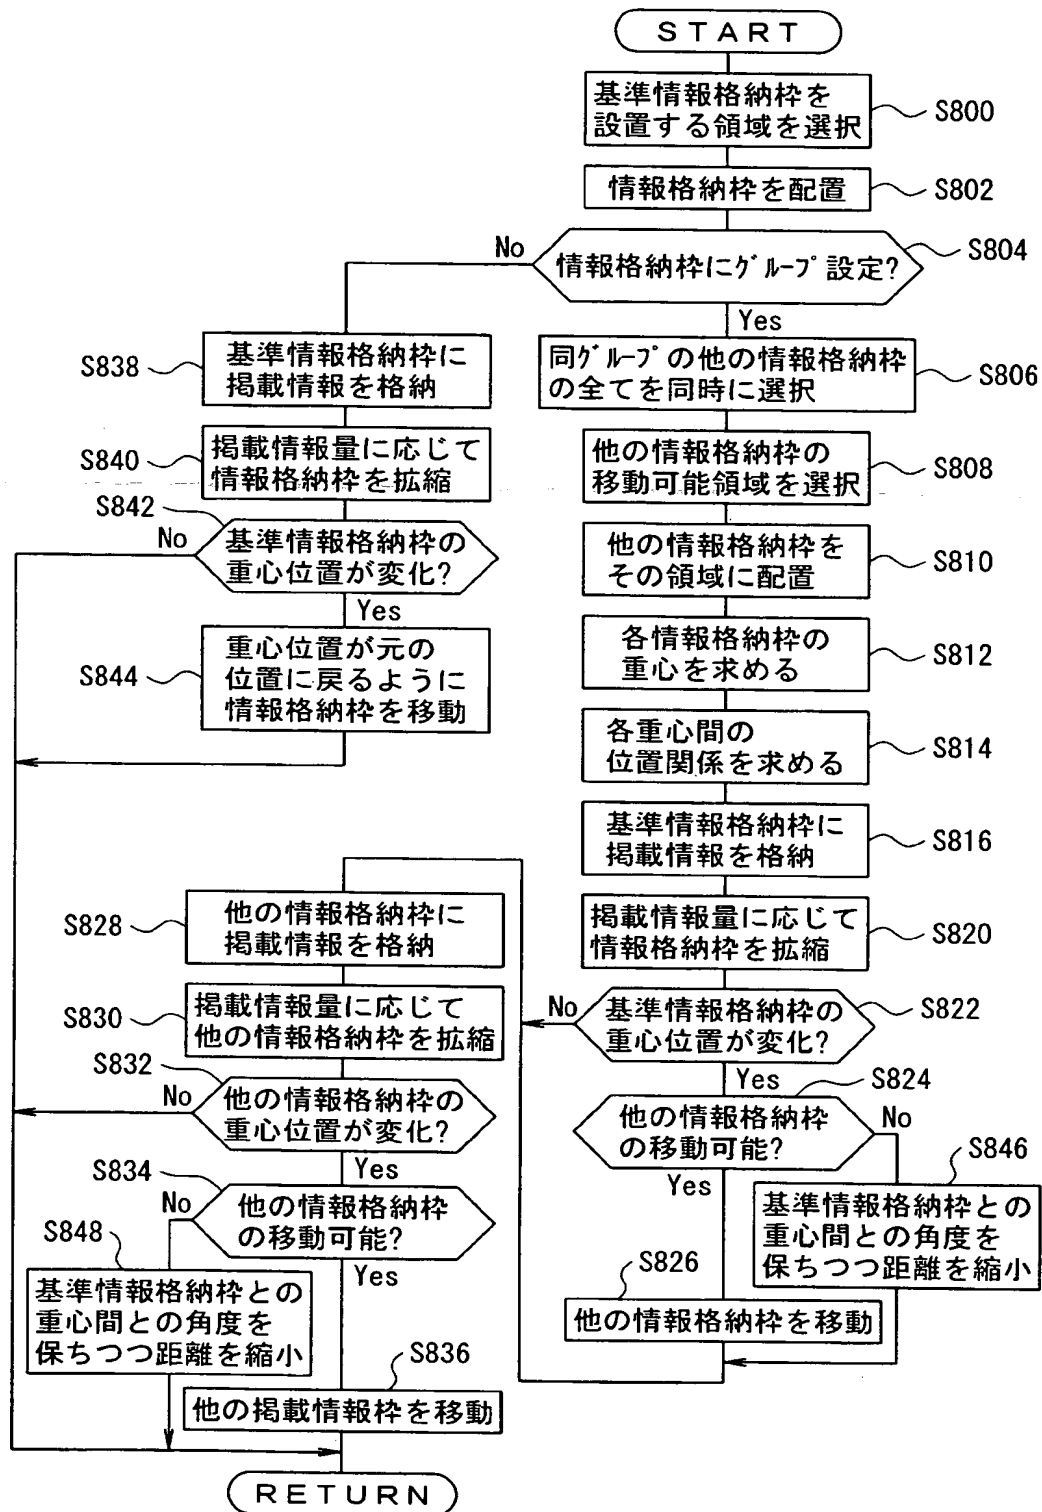 START
基準情報格納枠を
設置する領域を選択
S800
情報格納枠を配置
S802
情報格納枠にグループ設定?
S804
No
Yes
同グループの他の情報格納枠
の全てを同時に選択
S806
他の情報格納枠の
移動可能領域を選択
S808
他の情報格納枠を
その領域に配置
S810
各情報格納枠の
重心を求める
S812
各重心間の
位置関係を求める
S814
基準情報格納枠に
掲載情報を格納
S816
掲載情報量に応じて
情報格納枠を拡縮
S820
基準情報格納枠の
重心位置が変化?
S822
No
Yes
他の情報格納枠
の移動可能?
S824
No
Yes
基準情報格納枠との
重心間との角度を
保ちつつ距離を縮小
S846
S826
他の情報格納枠を移動
S838
基準情報格納枠に
掲載情報を格納
S840
掲載情報量に応じて
情報格納枠を拡縮
S842
No
基準情報格納枠の
重心位置が変化?
Yes
S844
重心位置が元の
位置に戻るように
情報格納枠を移動
S828
他の情報格納枠に
掲載情報を格納
S830
掲載情報量に応じて
他の情報格納枠を拡縮
S832
No
他の情報格納枠の
重心位置が変化?
Yes
S834
No
他の情報格納枠
の移動可能?
Yes
S848
基準情報格納枠との
重心間との角度を
保ちつつ距離を縮小
S836
他の掲載情報枠を移動
RETURN